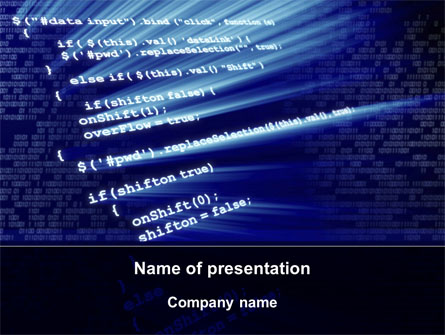 $("#data input").bind ("click", function(e)
{
if( $(this).val() 'dataLink') {
$('#pwd').replaceSelection("" , true);
}
else if( $(this).val() "Shift")
{
if(shifton false) {
onShift(1);
overFlow = true;
{
$('#pwd').replaceSelection($(this).val(), true);
if(shifton true)
{
onShift(0);
shifton = false;
Name of presentation
Company name
}
else
{
onShift(